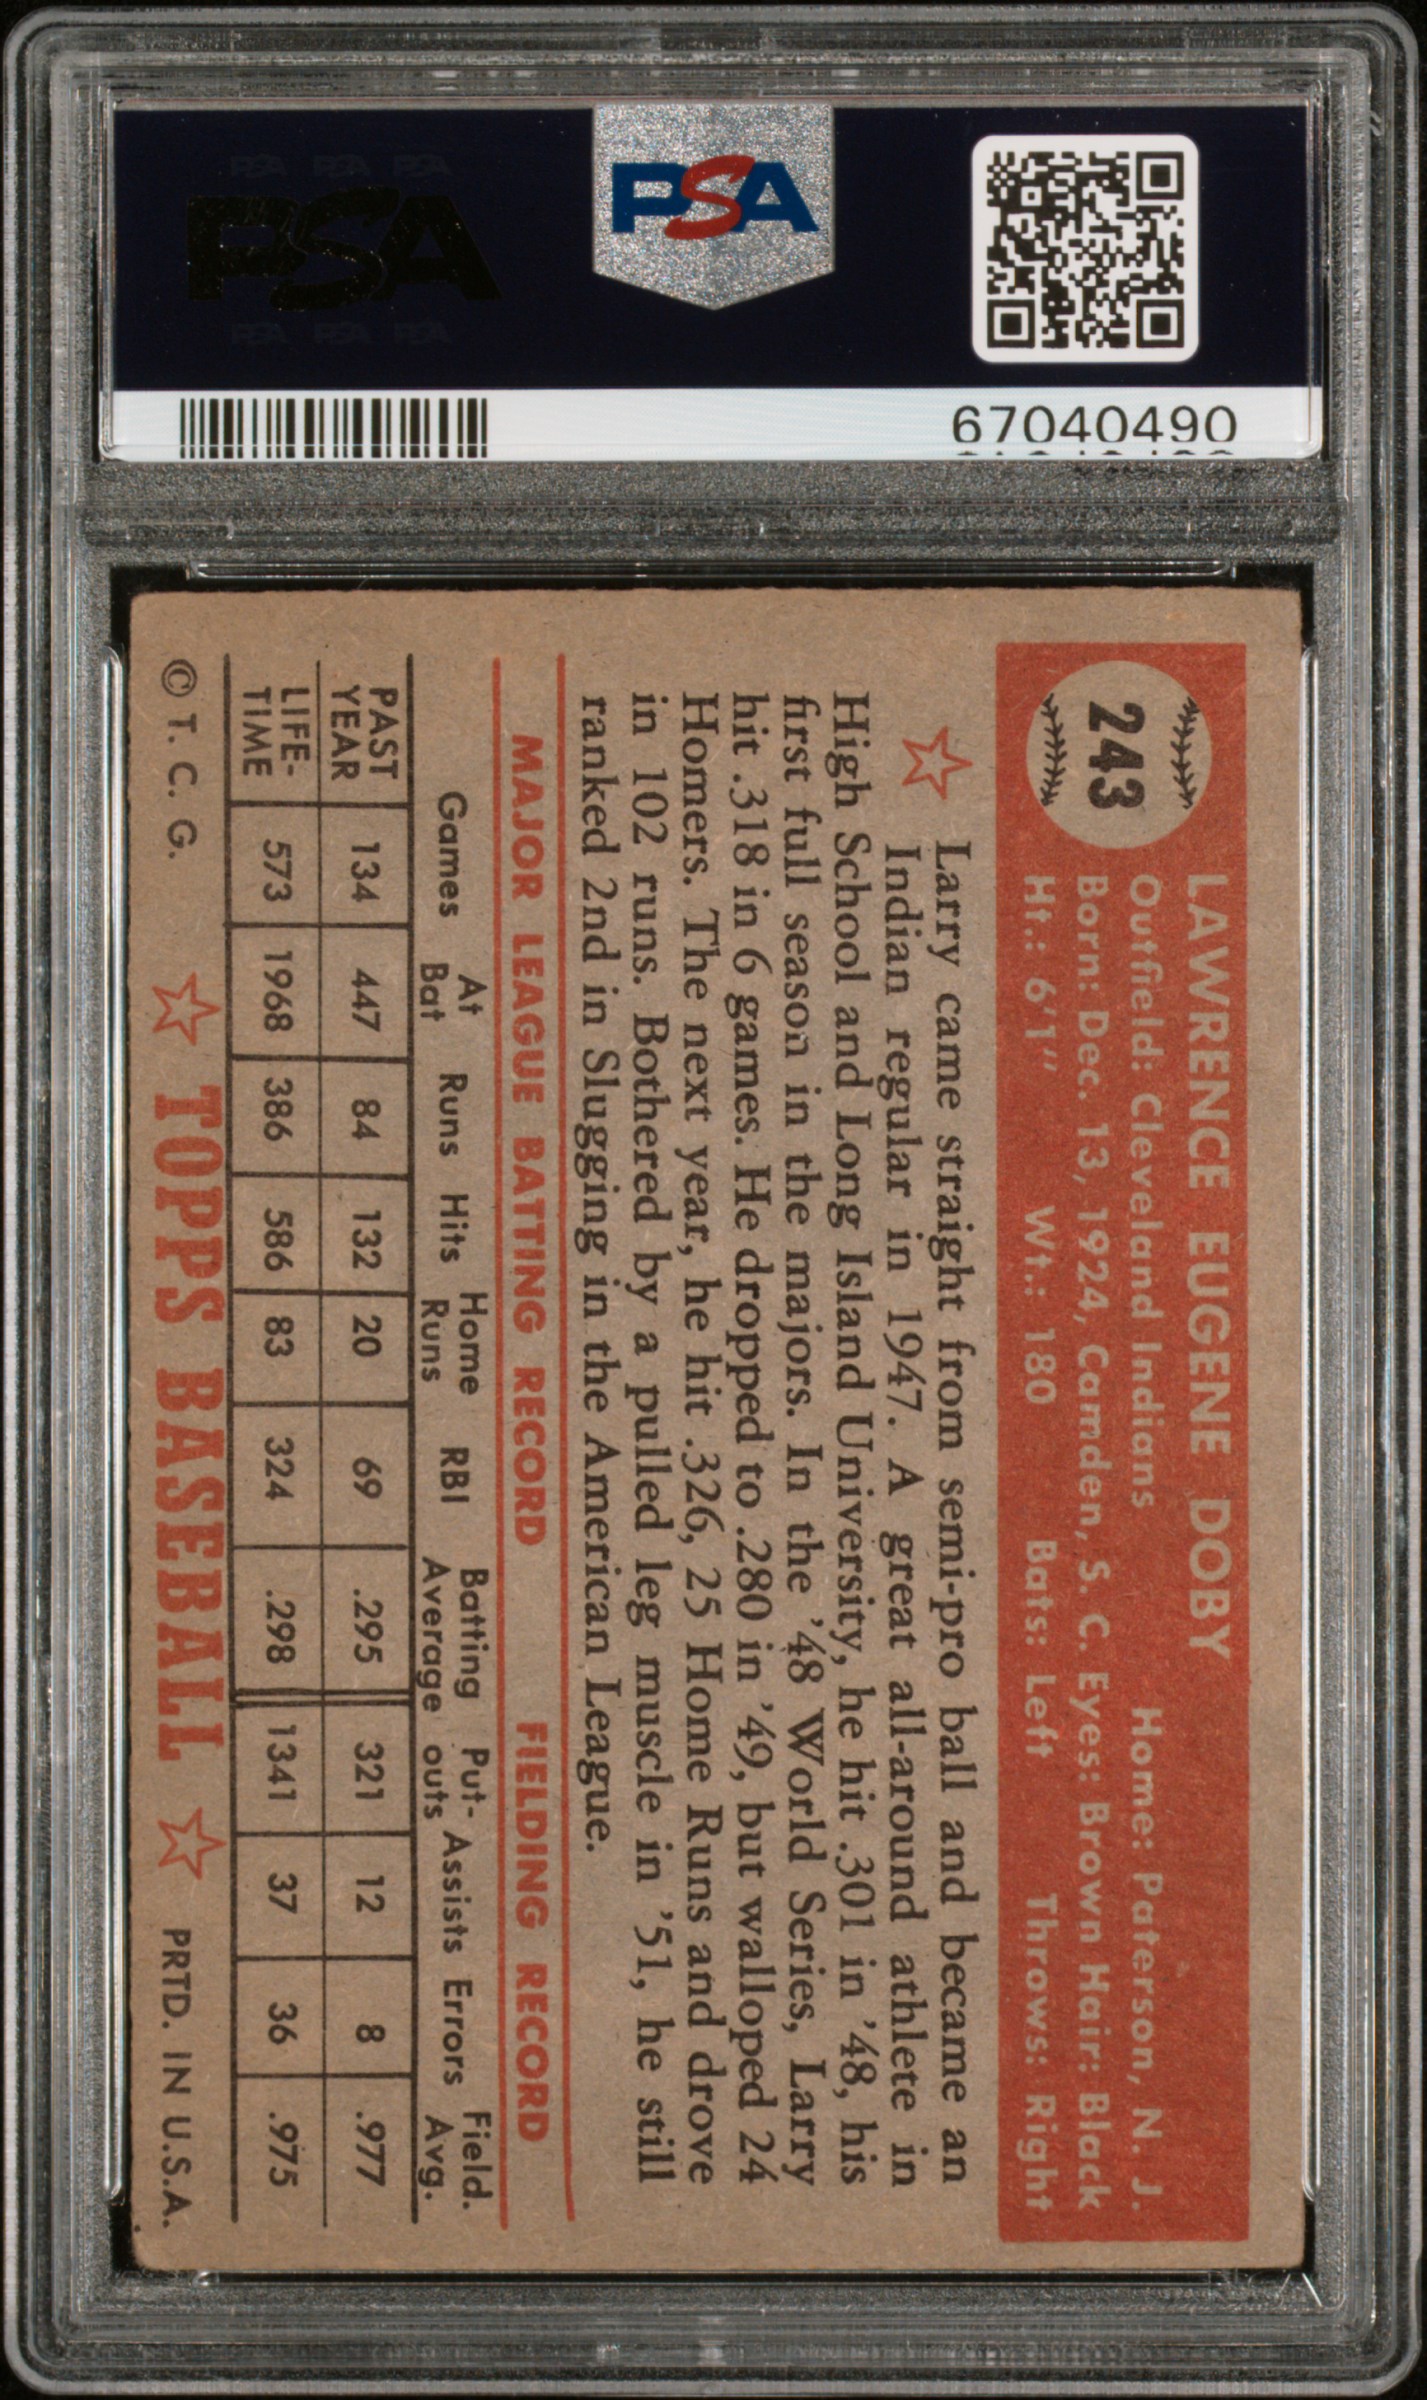 PSA PSA PSA
PSA
PSA PSA PSA
PSA
67040490
243
LAWRENCE EUGENE DOBY
Outfield: Cleveland Indians Home: Paterson, N. J.
Born: Dec. 13, 1924, Camden, S. C. Eyes: Brown Hair: Black
Ht.: 6'1" Wt.: 180 Bats: Left Throws: Right
Larry came straight from semi-pro ball and became an
Indian regular in 1947. A great all-around athlete in
High School and Long Island University, he hit .301 in '48, his
first full season in the majors. In the '48 World Series, Larry
hit .318 in 6 games. He dropped to .280 in '49, but walloped 24
Homers. The next year, he hit .326, 25 Home Runs and drove
in 102 runs. Bothered by a pulled leg muscle in '51, he still
ranked 2nd in Slugging in the American League.
MAJOR LEAGUE BATTING RECORD FIELDING RECORD
Games At Bat Runs Hits Home Runs RBI Batting Average Put-outs Assists Errors Field. Avg.
PAST YEAR 134 447 84 132 20 69 .295 321 12 8 .977
LIFE-TIME 573 1968 386 586 83 324 .298 1341 37 36 .975
© T. C. G. TOPPS BASEBALL PRTD. IN U.S.A.